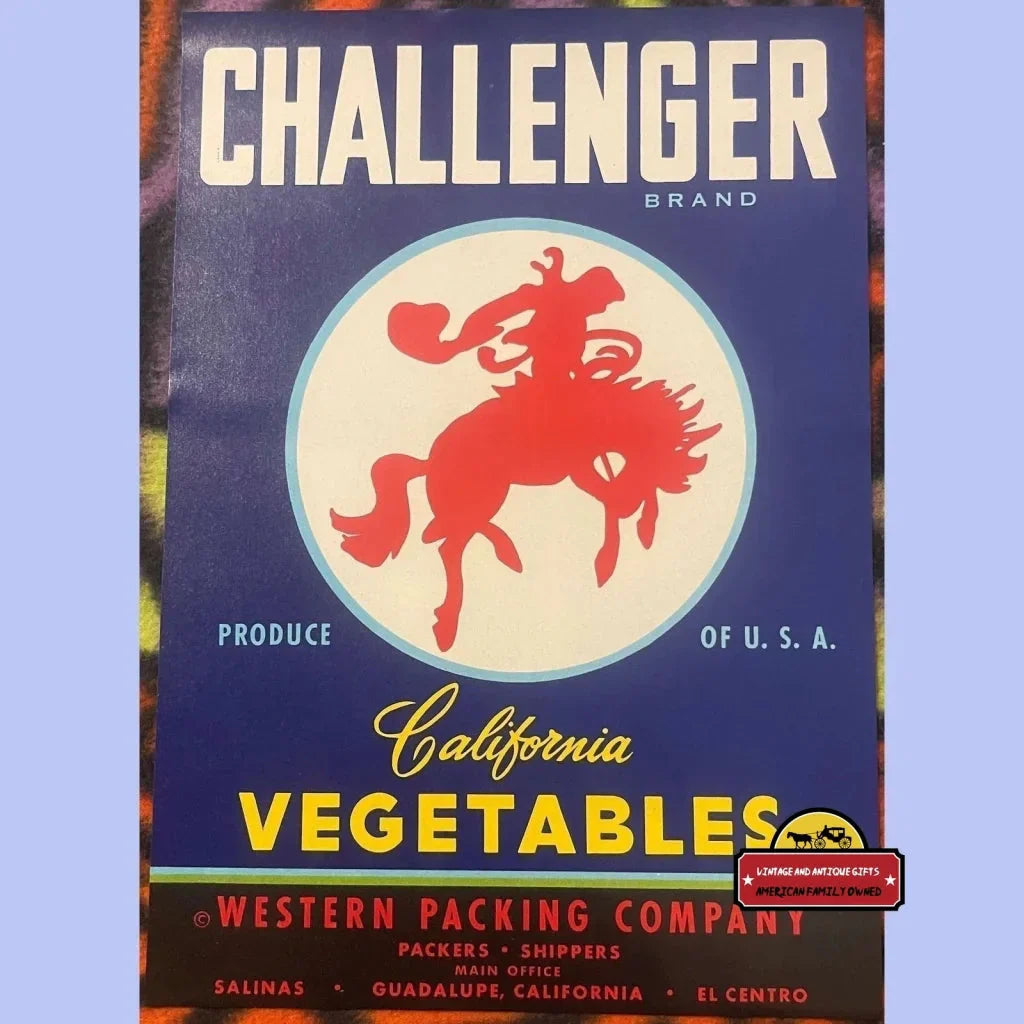 CHALLENGER
BRAND
PRODUCE OF U. S. A.
California
VEGETABLES
© WESTERN PACKING COMPANY
PACKERS • SHIPPERS
MAIN OFFICE
SALINAS • GUADALUPE, CALIFORNIA • EL CENTRO
VINTAGE AND ANTIQUE GIFTS
AMERICAN FAMILY OWNED